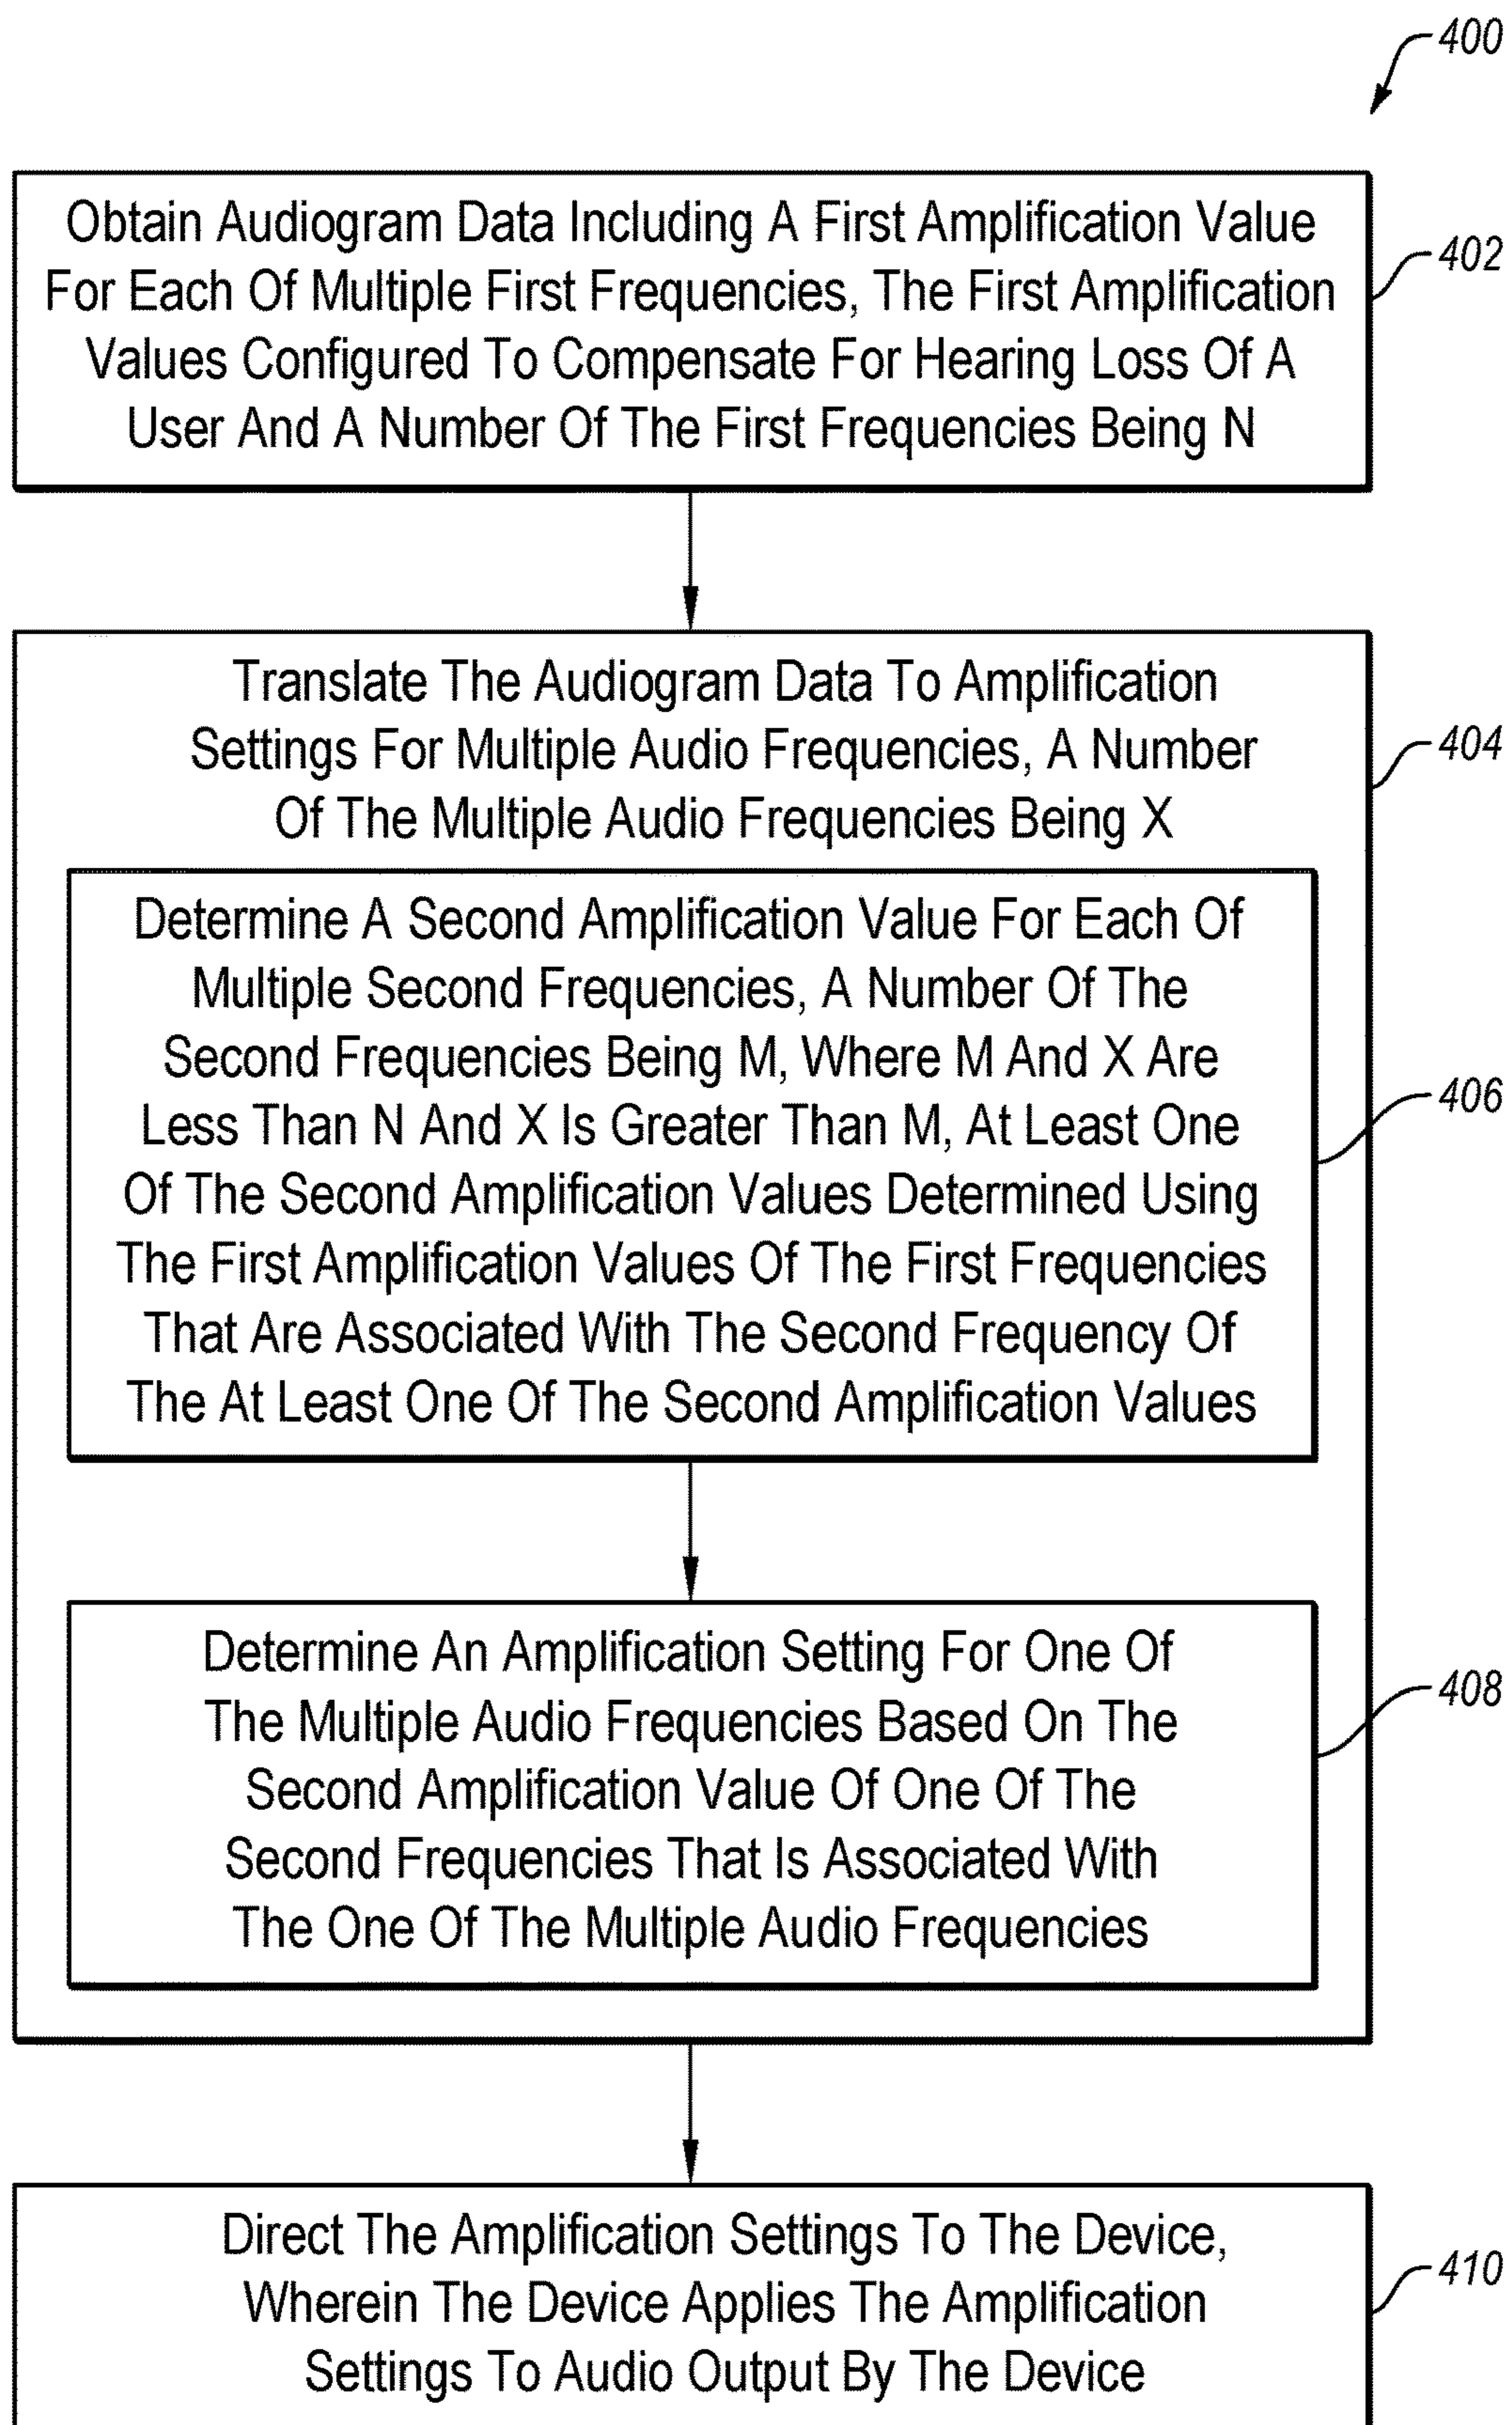 400
Obtain Audiogram Data Including A First Amplification Value
For Each Of Multiple First Frequencies, The First Amplification
Values Configured To Compensate For Hearing Loss Of A
User And A Number Of The First Frequencies Being N
402
Translate The Audiogram Data To Amplification
Settings For Multiple Audio Frequencies, A Number
Of The Multiple Audio Frequencies Being X
404
Determine A Second Amplification Value For Each Of
Multiple Second Frequencies, A Number Of The
Second Frequencies Being M, Where M And X Are
Less Than N And X Is Greater Than M, At Least One
Of The Second Amplification Values Determined Using
The First Amplification Values Of The First Frequencies
That Are Associated With The Second Frequency Of
The At Least One Of The Second Amplification Values
406
Determine An Amplification Setting For One Of
The Multiple Audio Frequencies Based On The
Second Amplification Value Of One Of The
Second Frequencies That Is Associated With
The One Of The Multiple Audio Frequencies
408
Direct The Amplification Settings To The Device,
Wherein The Device Applies The Amplification
Settings To Audio Output By The Device
410